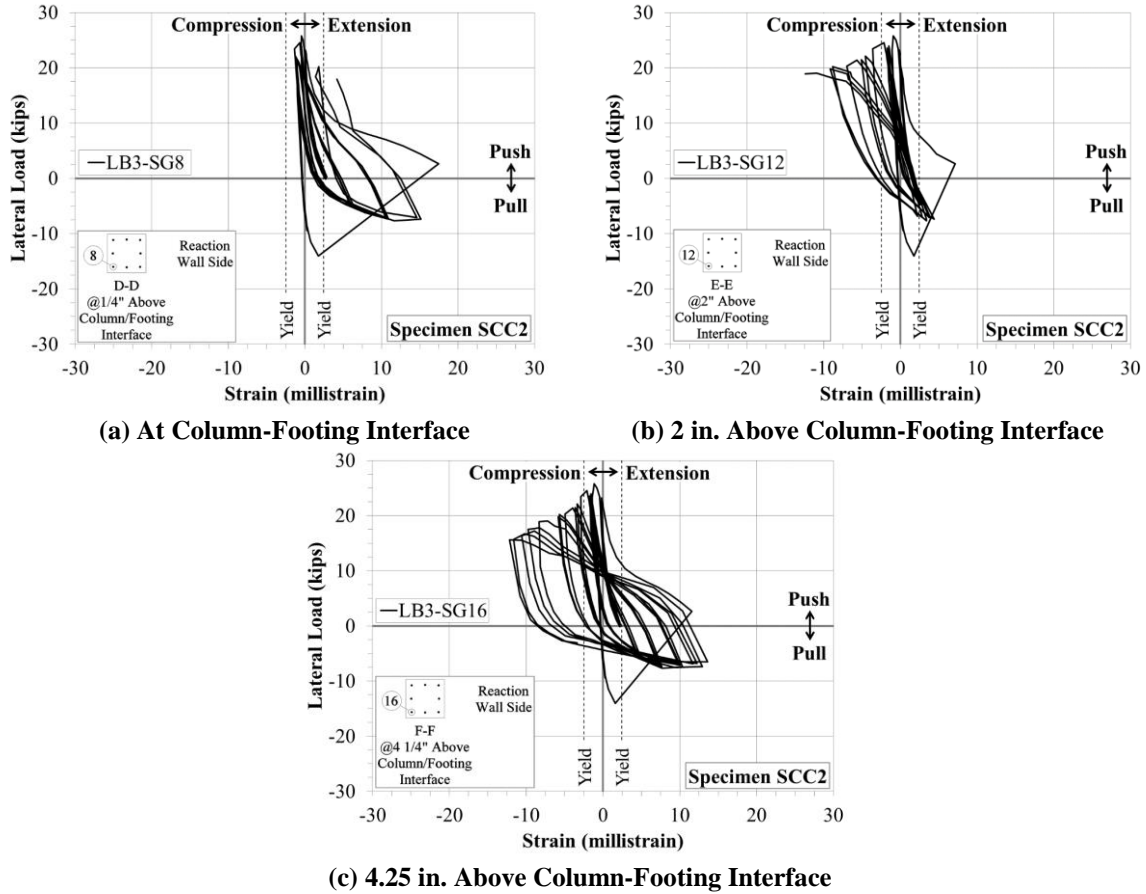 Compression Extension
Lateral Load (kips)
30
20
10
0
-10
-20
-30
LB3-SG8
Push
Pull
8
Reaction
Wall Side
D-D
@1/4" Above
Column/Footing
Interface
Yield
Yield
Specimen SCC2
-30 -20 -10 0 10 20 30
Strain (millistrain)
(a) At Column-Footing Interface
Compression Extension
Lateral Load (kips)
30
20
10
0
-10
-20
-30
LB3-SG12
Push
Pull
12
Reaction
Wall Side
E-E
@2" Above
Column/Footing
Interface
Yield
Yield
Specimen SCC2
-30 -20 -10 0 10 20 30
Strain (millistrain)
(b) 2 in. Above Column-Footing Interface
Compression Extension
Lateral Load (kips)
30
20
10
0
-10
-20
-30
LB3-SG16
Push
Pull
16
Reaction
Wall Side
F-F
@4 1/4" Above
Column/Footing
Interface
Yield
Yield
Specimen SCC2
-30 -20 -10 0 10 20 30
Strain (millistrain)
(c) 4.25 in. Above Column-Footing Interface